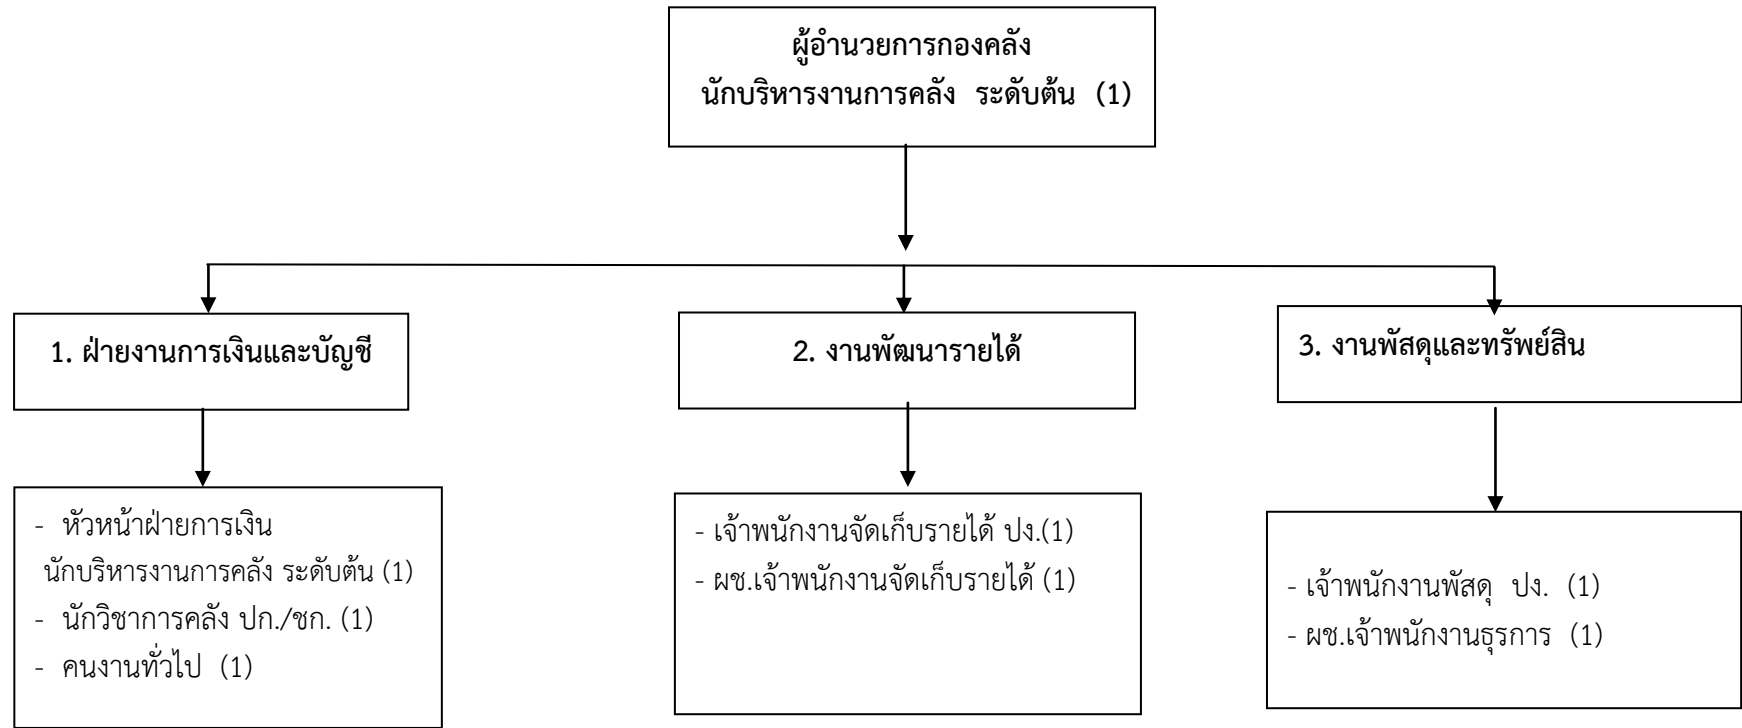 ผู้อำนวยการกองคลัง
นักบริหารงานการคลัง ระดับต้น (1)
1. ฝ่ายงานการเงินและบัญชี
2. งานพัฒนารายได้
3. งานพัสดุและทรัพย์สิน
- หัวหน้าฝ่ายการเงิน
นักบริหารงานการคลัง ระดับต้น (1)
- นักวิชาการคลัง ปก./ชก. (1)
- คนงานทั่วไป (1)
- เจ้าพนักงานจัดเก็บรายได้ ปง.(1)
- ผช.เจ้าพนักงานจัดเก็บรายได้ (1)
- เจ้าพนักงานพัสดุ ปง. (1)
- ผช.เจ้าพนักงานธุรการ (1)